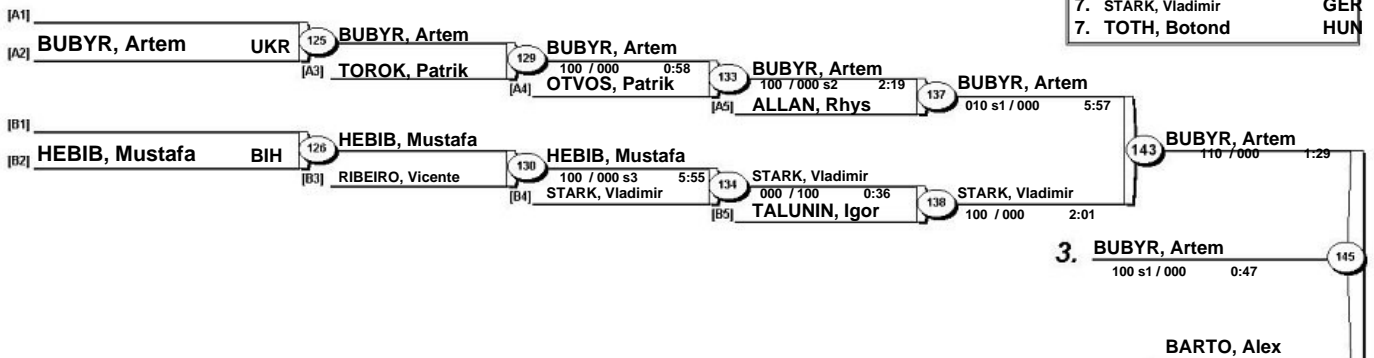 7. STARK, Vladimir GER
7. TOTH, Botond HUN
[A1]
[A2] BUBYR, Artem UKR
125
BUBYR, Artem
[A3] TOROK, Patrik
129
BUBYR, Artem
100 / 000 0:58
[A4] OTVOS, Patrik
133
BUBYR, Artem
100 / 000 s2 2:19
[A5] ALLAN, Rhys
137
BUBYR, Artem
010 s1 / 000 5:57
[B1]
[B2] HEBIB, Mustafa BIH
126
HEBIB, Mustafa
[B3] RIBEIRO, Vicente
130
HEBIB, Mustafa
100 / 000 s3 5:55
[B4] STARK, Vladimir
134
STARK, Vladimir
000 / 100 0:36
[B5] TALUNIN, Igor
138
STARK, Vladimir
100 / 000 2:01
143
BUBYR, Artem
110 / 000 1:29
3. BUBYR, Artem
100 s1 / 000 0:47
145
BARTO, Alex